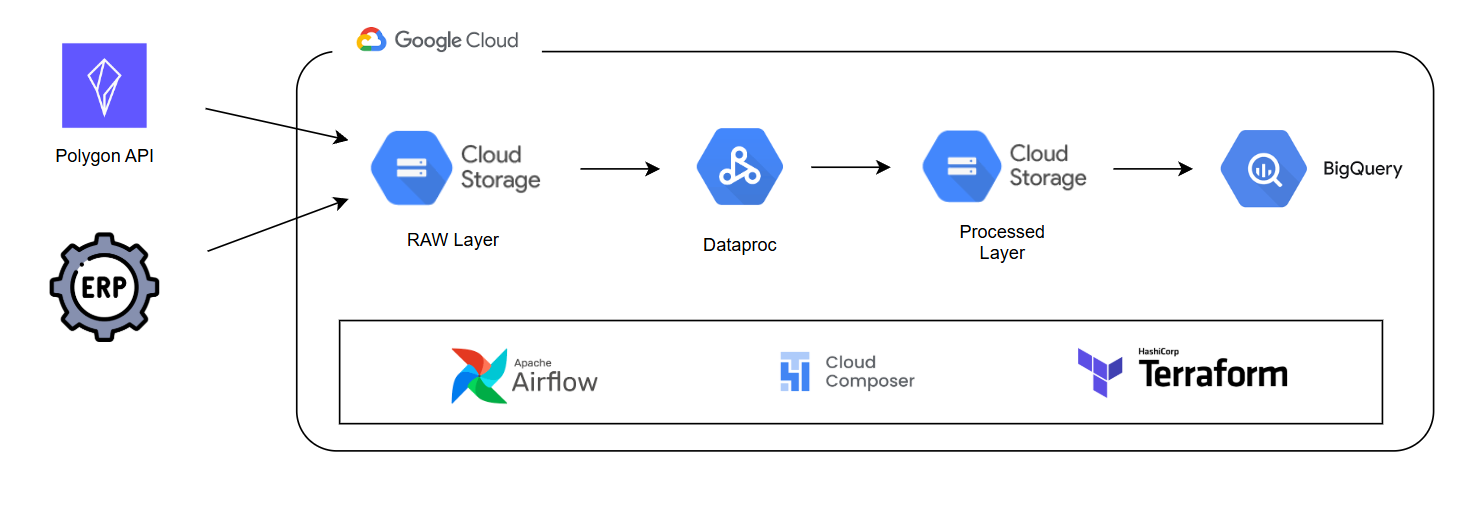 Google Cloud
Polygon API
Cloud
Storage
RAW Layer
Dataproc
Cloud
Storage
Processed
Layer
BigQuery
ERP
Apache
Airflow
Cloud
Composer
HashiCorp
Terraform